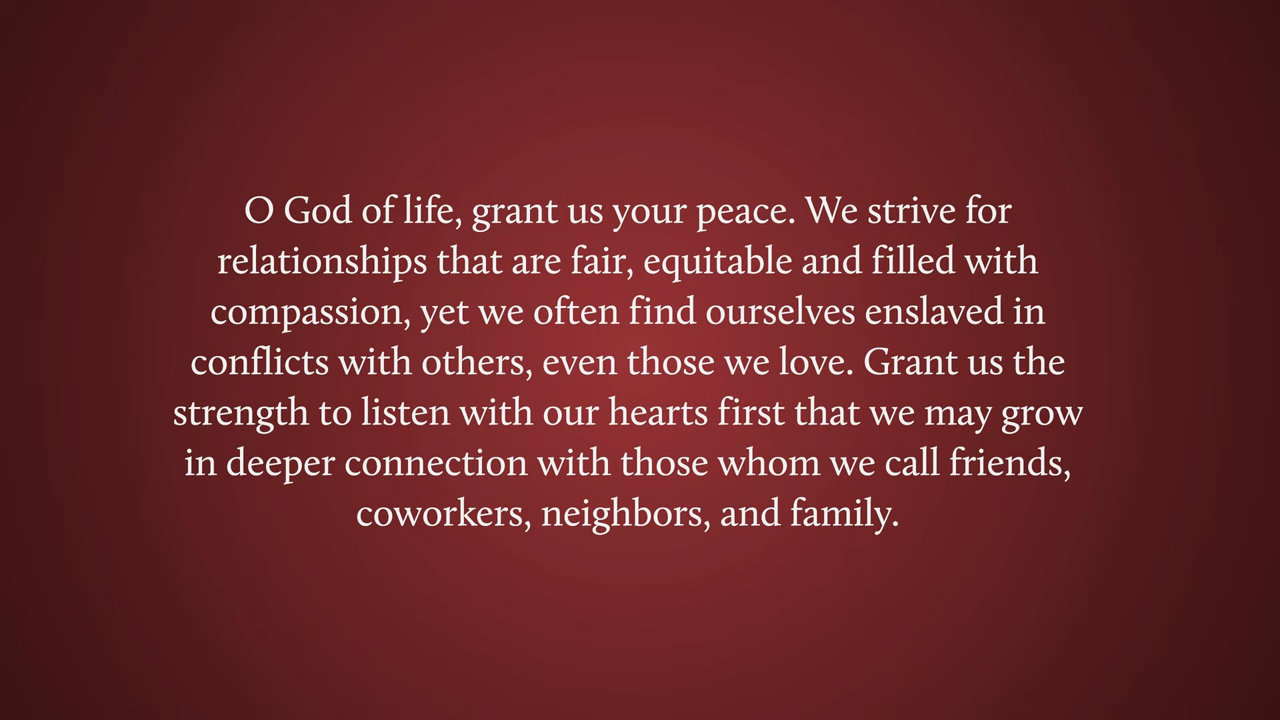 O God of life, grant us your peace. We strive for
relationships that are fair, equitable and filled with
compassion, yet we often find ourselves enslaved in
conflicts with others, even those we love. Grant us the
strength to listen with our hearts first that we may grow
in deeper connection with those whom we call friends,
coworkers, neighbors, and family.